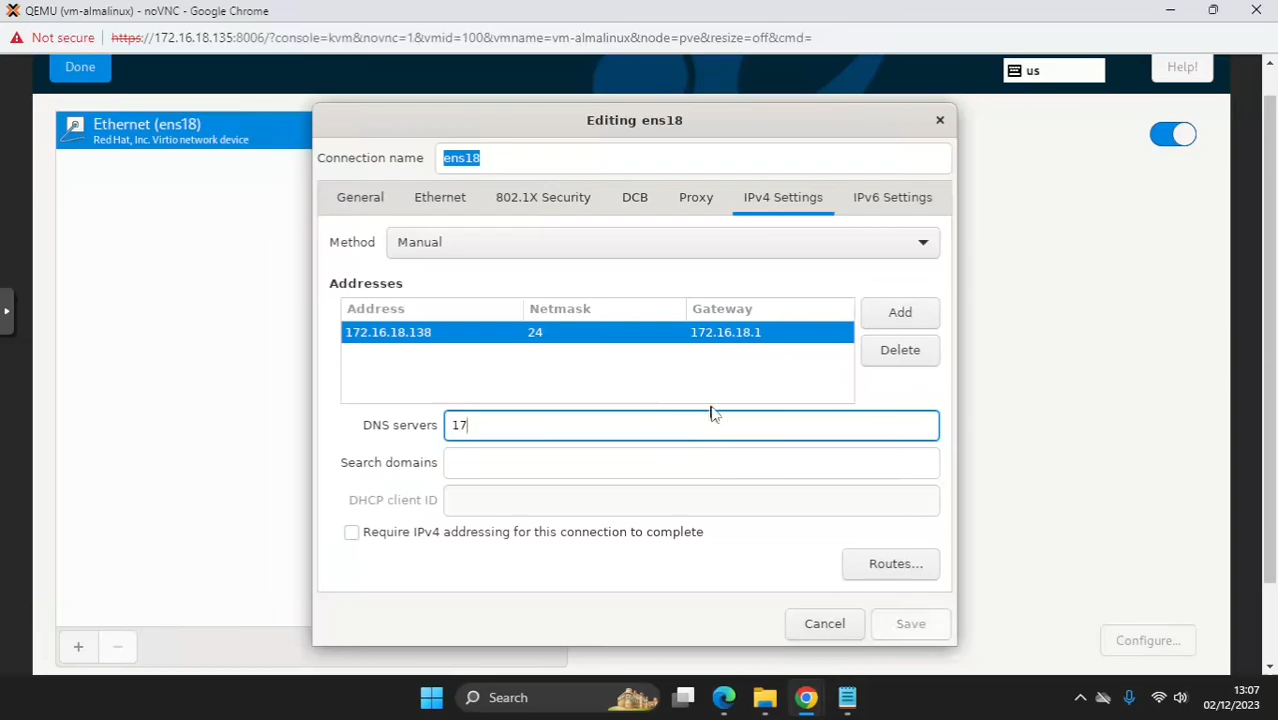 QEMU (vm-almalinux) - noVNC - Google Chrome
Not secure https://172.16.18.135:8006/?console=kvm&novnc=1&vmid=100&vmname=vm-almalinux&node=pve&resize=off&cmd=
Done
us
Help!
Ethernet (ens18)
Red Hat, Inc. Virtio network device
Editing ens18
Connection name ens18
General Ethernet 802.1X Security DCB Proxy IPv4 Settings IPv6 Settings
Method Manual
Addresses
Address Netmask Gateway
172.16.18.138 24 172.16.18.1
Add
Delete
DNS servers 17
Search domains
DHCP client ID
Require IPv4 addressing for this connection to complete
Routes...
Cancel Save
+ −
Configure...
Search
13:07
02/12/2023